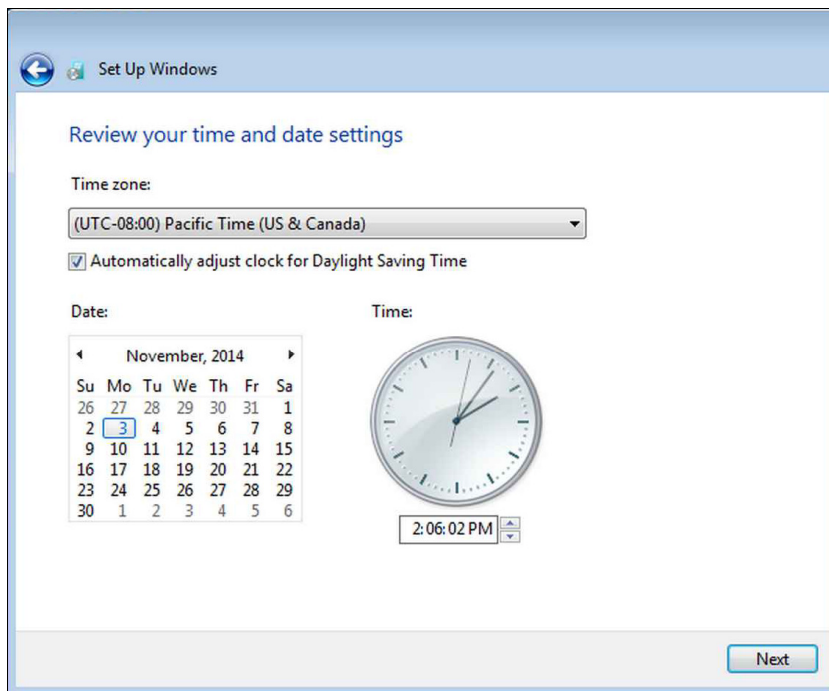 Set Up Windows
Review your time and date settings
Time zone:
(UTC-08:00) Pacific Time (US & Canada)
Automatically adjust clock for Daylight Saving Time
Date:
Time:
November, 2014
Su Mo Tu We Th Fr Sa
26 27 28 29 30 31 1
2 3 4 5 6 7 8
9 10 11 12 13 14 15
16 17 18 19 20 21 22
23 24 25 26 27 28 29
30 1 2 3 4 5 6
2:06:02 PM
Next